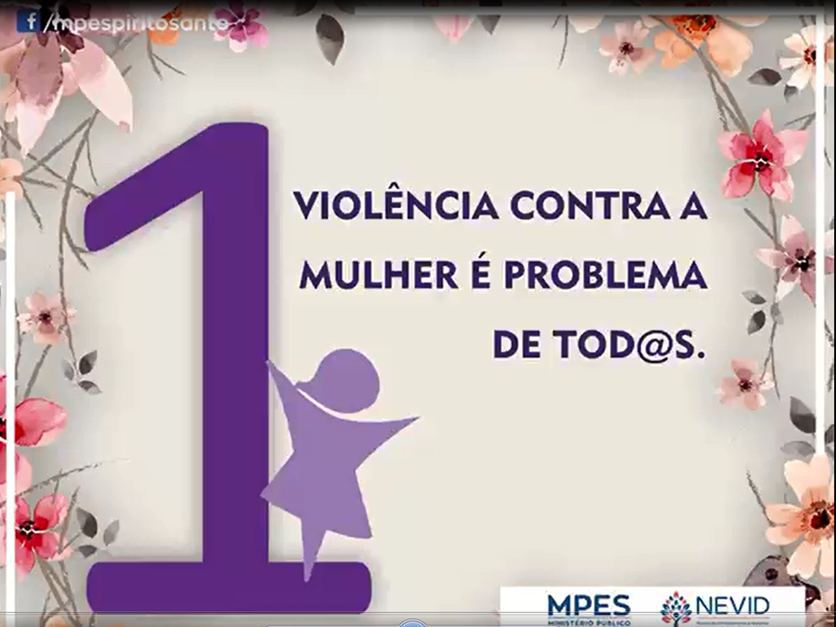 f /mpespiritosanto
1
VIOLÊNCIA CONTRA A
MULHER É PROBLEMA
DE TOD@S.
MPES
MINISTÉRIO PÚBLICO
NEVID